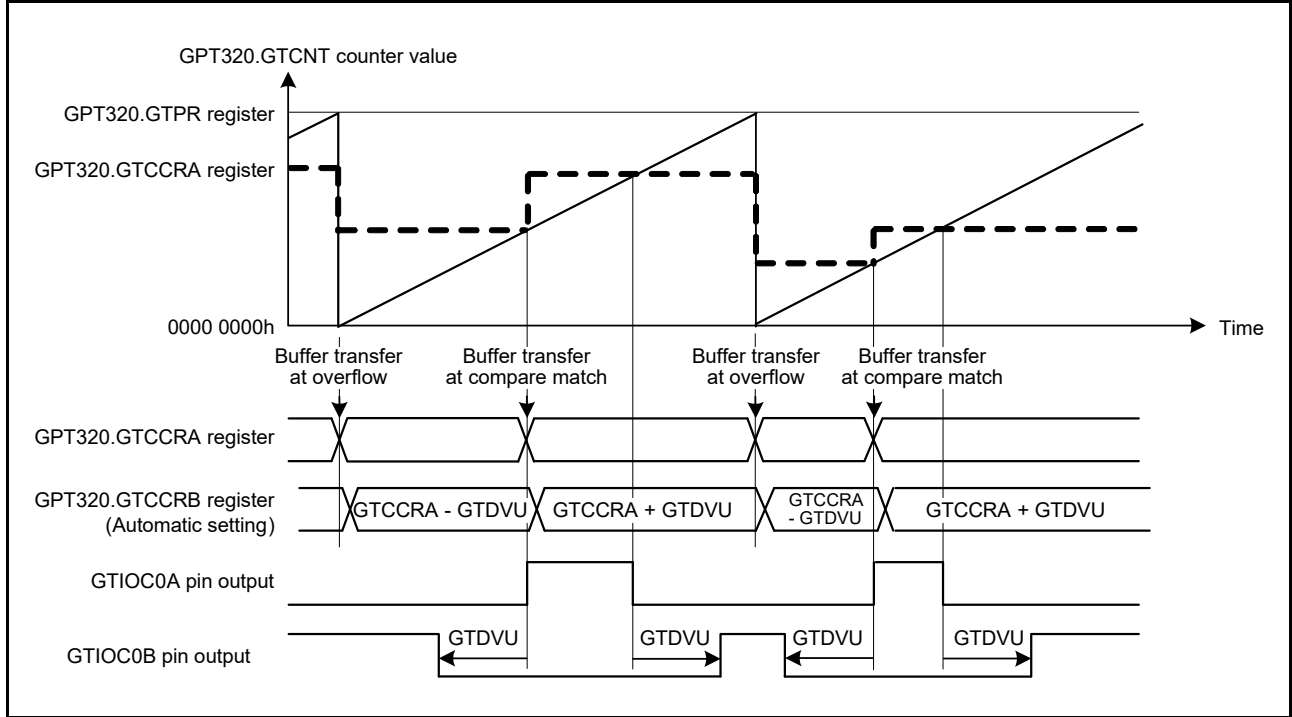 GPT320.GTCNT counter value
GPT320.GTPR register
GPT320.GTCCRA register
0000 0000h
Time
Buffer transfer
at overflow
Buffer transfer
at compare match
Buffer transfer
at overflow
Buffer transfer
at compare match
GPT320.GTCCRA register
GPT320.GTCCRB register
(Automatic setting)
GTCCRA - GTDVU
GTCCRA + GTDVU
GTCCRA
- GTDVU
GTCCRA + GTDVU
GTIOC0A pin output
GTIOC0B pin output
GTDVU
GTDVU
GTDVU
GTDVU